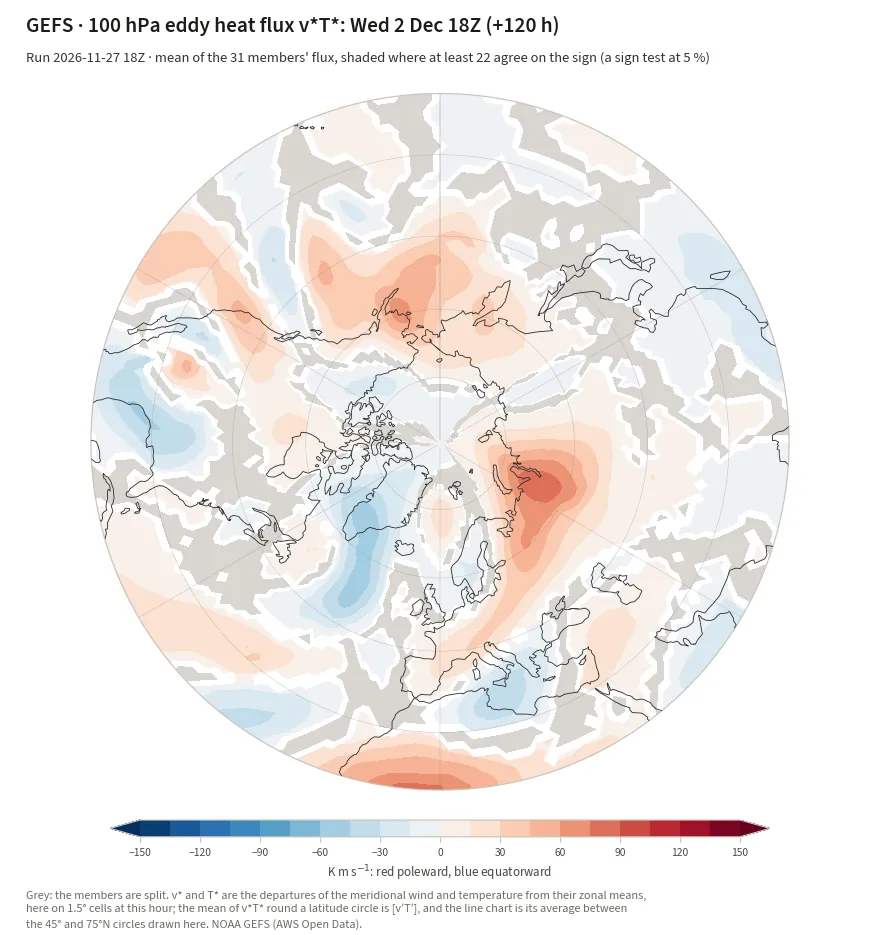 GEFS · 100 hPa eddy heat flux v*T*: Wed 2 Dec 18Z (+120 h)
Run 2026-11-27 18Z · mean of the 31 members' flux, shaded where at least 22 agree on the sign (a sign test at 5 %)
−150 −120 −90 −60 −30 0 30 60 90 120 150
K m s⁻¹: red poleward, blue equatorward
Grey: the members are split. v* and T* are the departures of the meridional wind and temperature from their zonal means,
here on 1.5° cells at this hour; the mean of v*T* round a latitude circle is [v'T'], and the line chart is its average between
the 45° and 75°N circles drawn here. NOAA GEFS (AWS Open Data).